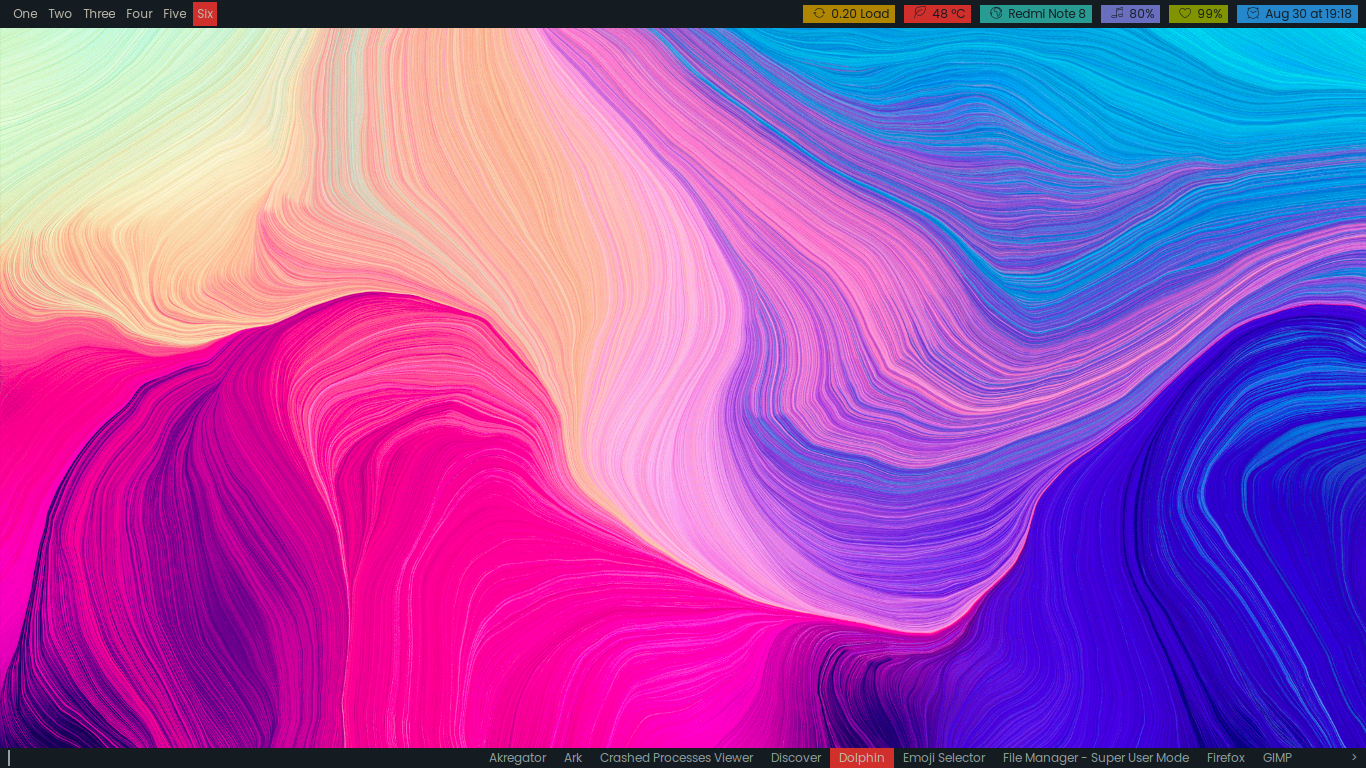 One Two Three Four Five Six 0.20 Load 48 °C Redmi Note 8 80% 99% Aug 30 at 19:18
Akregator Ark Crashed Processes Viewer Discover Dolphin Emoji Selector File Manager - Super User Mode Firefox GIMP >